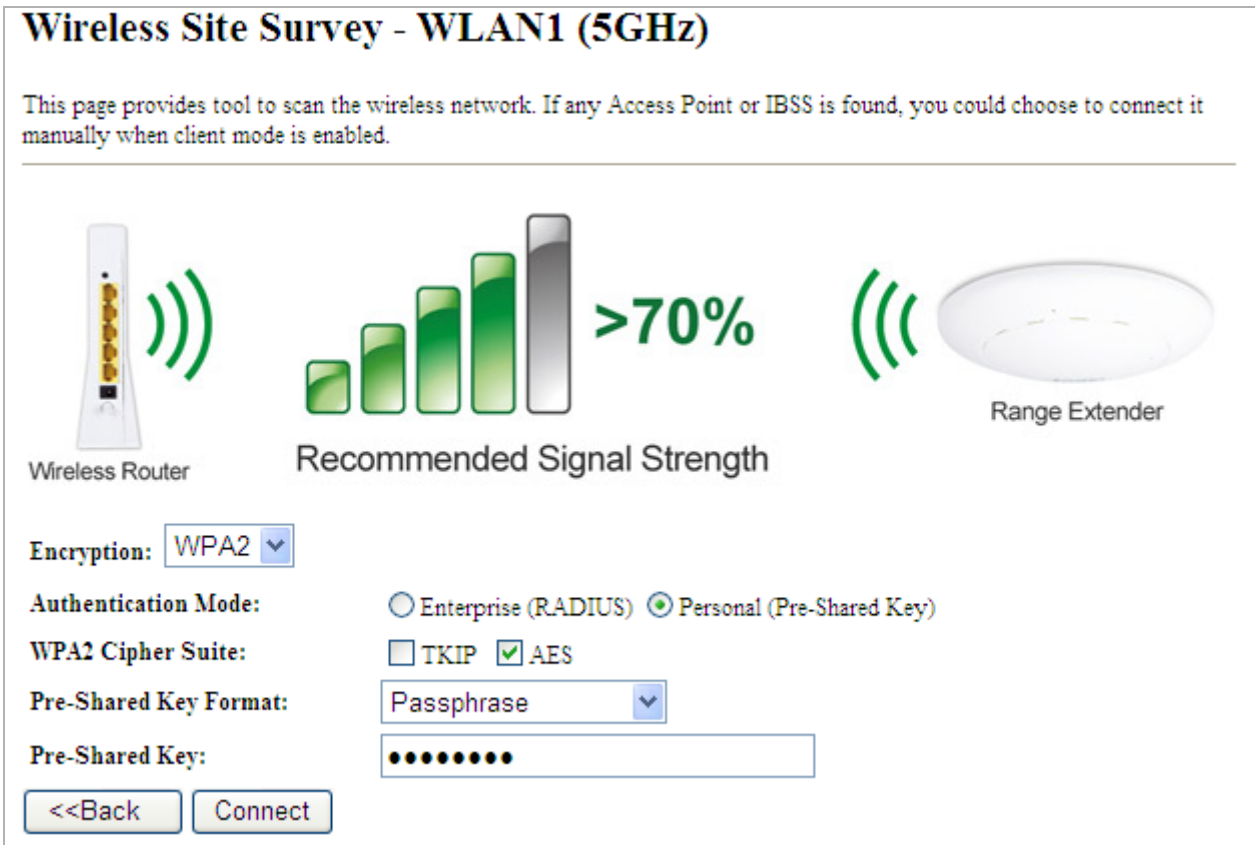 Wireless Site Survey - WLAN1 (5GHz)
This page provides tool to scan the wireless network. If any Access Point or IBSS is found, you could choose to connect it
manually when client mode is enabled.
>70%
Wireless Router
Recommended Signal Strength
Range Extender
Encryption: WPA2
Authentication Mode: Enterprise (RADIUS) Personal (Pre-Shared Key)
WPA2 Cipher Suite: TKIP AES
Pre-Shared Key Format: Passphrase
Pre-Shared Key: ●●●●●●●●
<<Back Connect